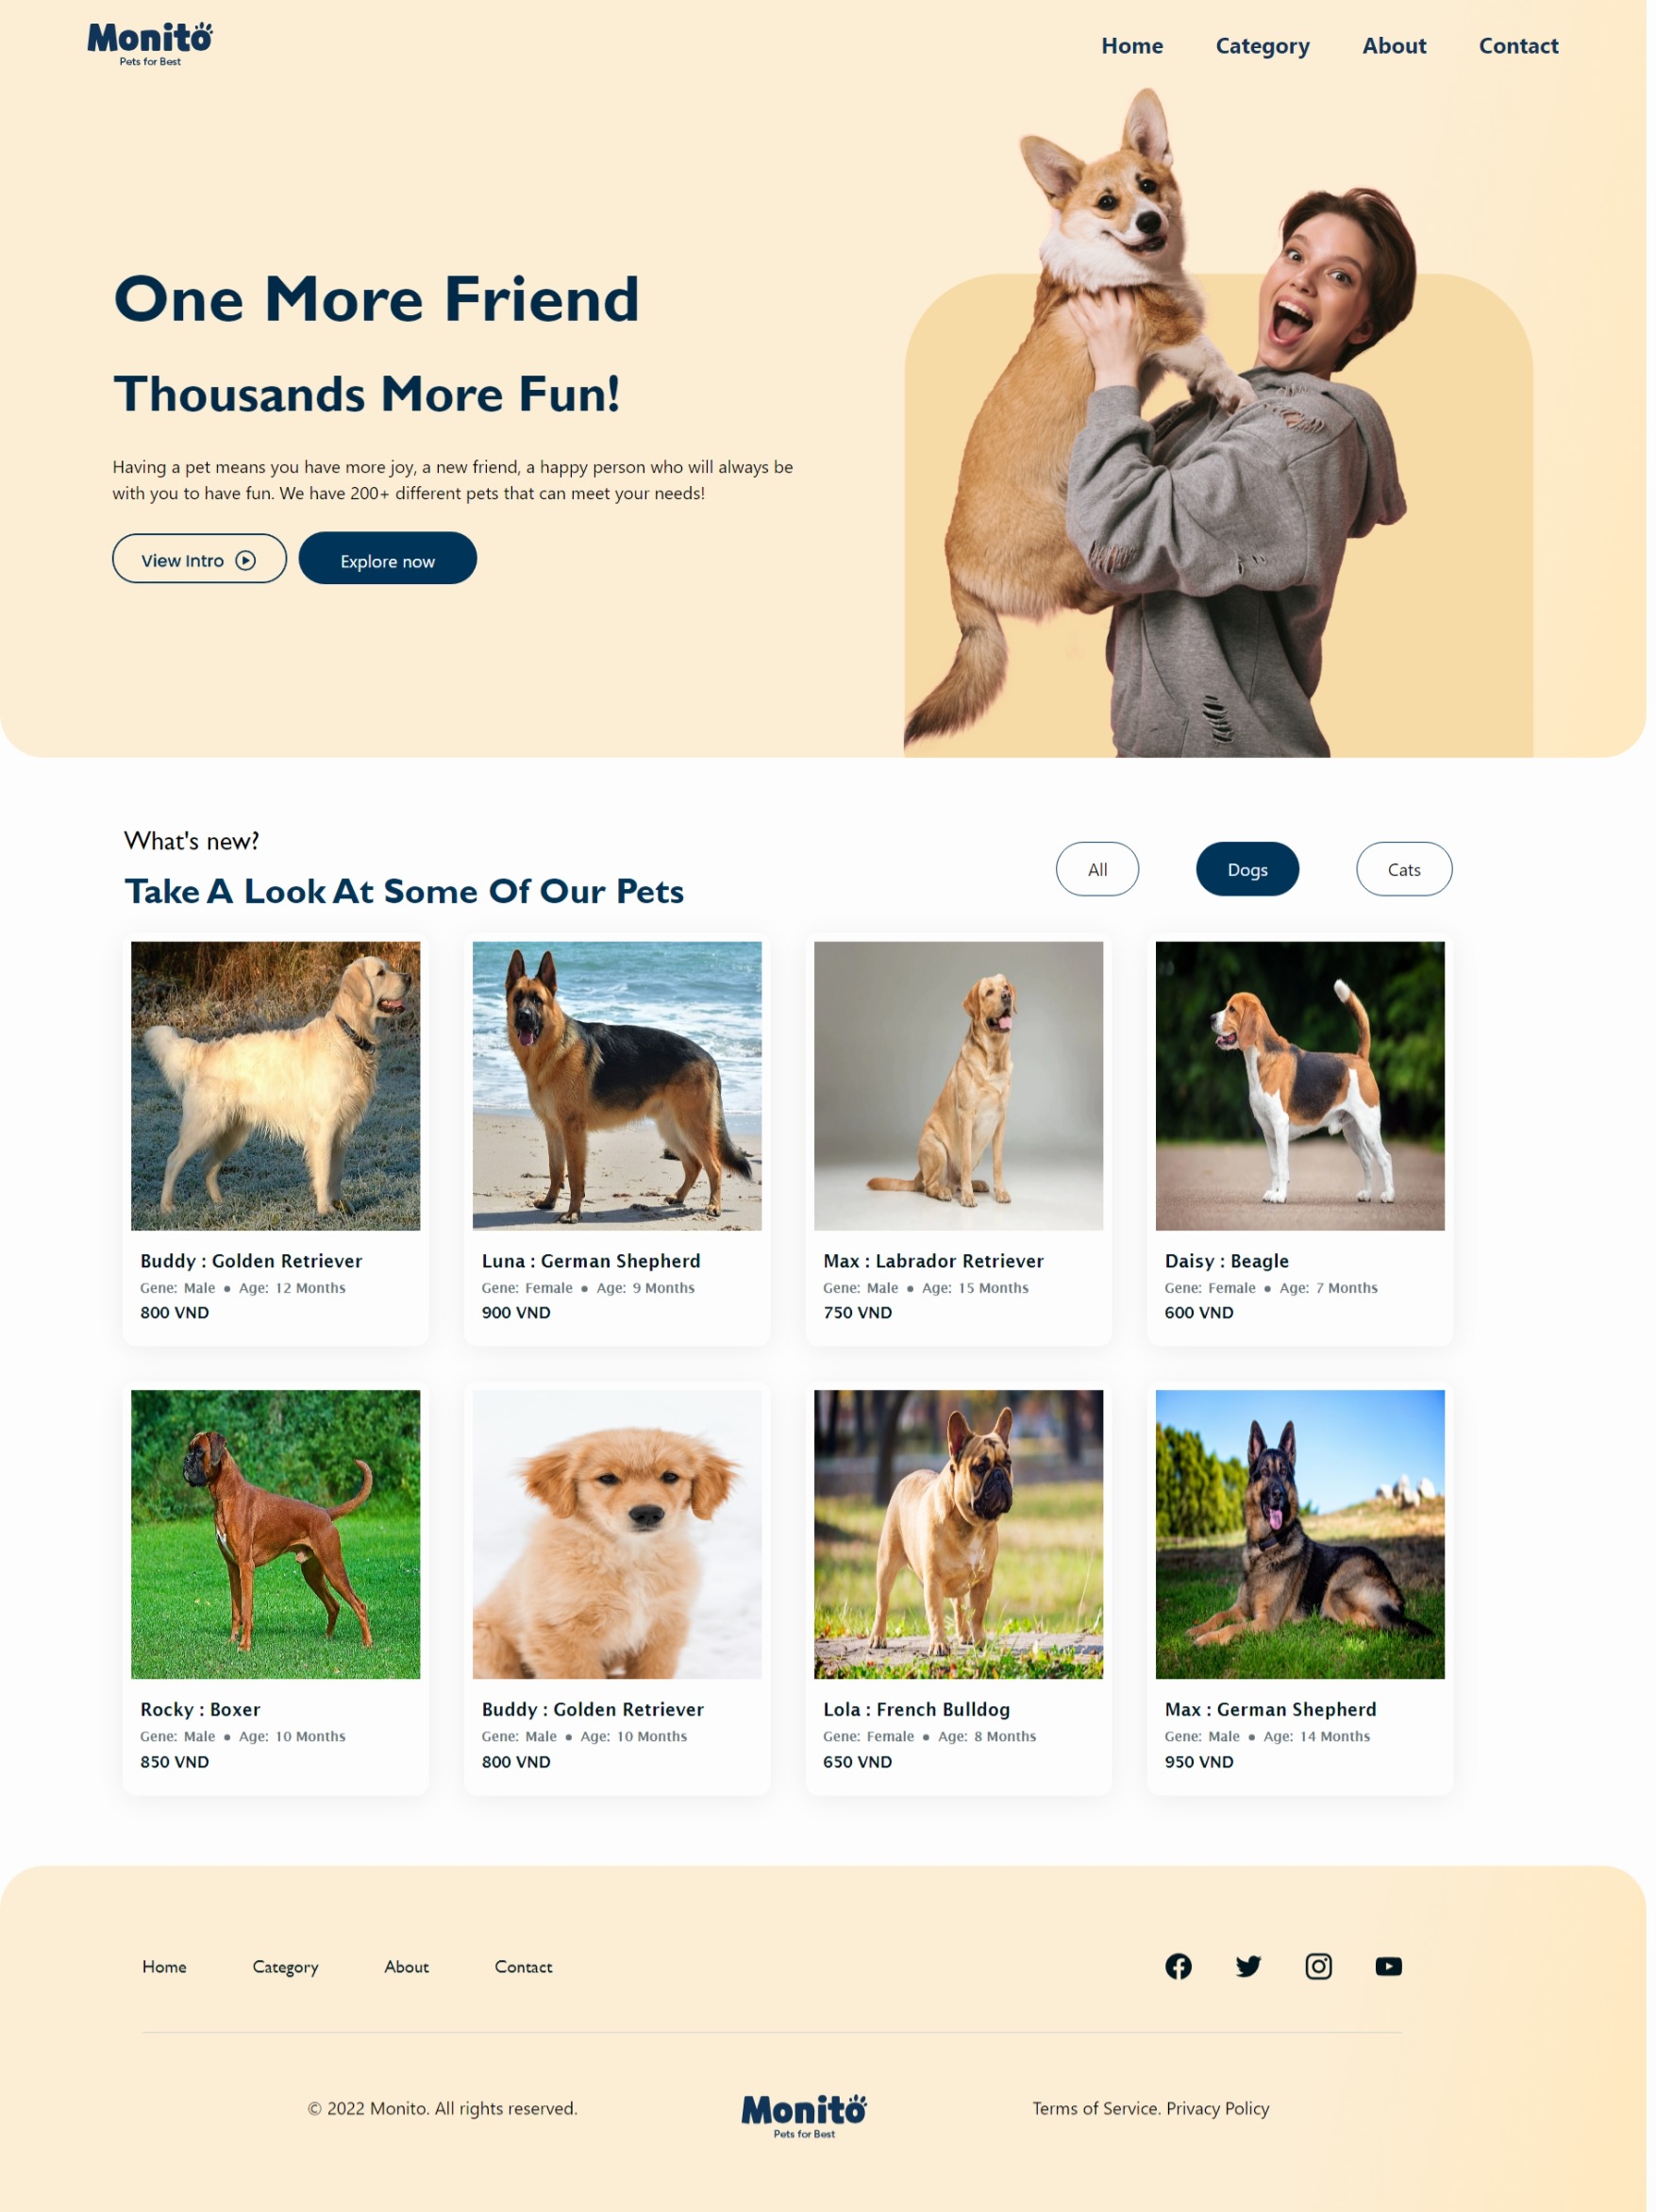 Monito
Pets for Best
Home
Category
About
Contact
One More Friend
Thousands More Fun!
Having a pet means you have more joy, a new friend, a happy person who will always be
with you to have fun. We have 200+ different pets that can meet your needs!
View Intro
Explore now
What's new?
Take A Look At Some Of Our Pets
All
Dogs
Cats
Buddy : Golden Retriever
Gene: Male • Age: 12 Months
800 VND
Luna : German Shepherd
Gene: Female • Age: 9 Months
900 VND
Max : Labrador Retriever
Gene: Male • Age: 15 Months
750 VND
Daisy : Beagle
Gene: Female • Age: 7 Months
600 VND
Rocky : Boxer
Gene: Male • Age: 10 Months
850 VND
Buddy : Golden Retriever
Gene: Male • Age: 10 Months
800 VND
Lola : French Bulldog
Gene: Female • Age: 8 Months
650 VND
Max : German Shepherd
Gene: Male • Age: 14 Months
950 VND
Home
Category
About
Contact
© 2022 Monito. All rights reserved.
Monito
Pets for Best
Terms of Service. Privacy Policy